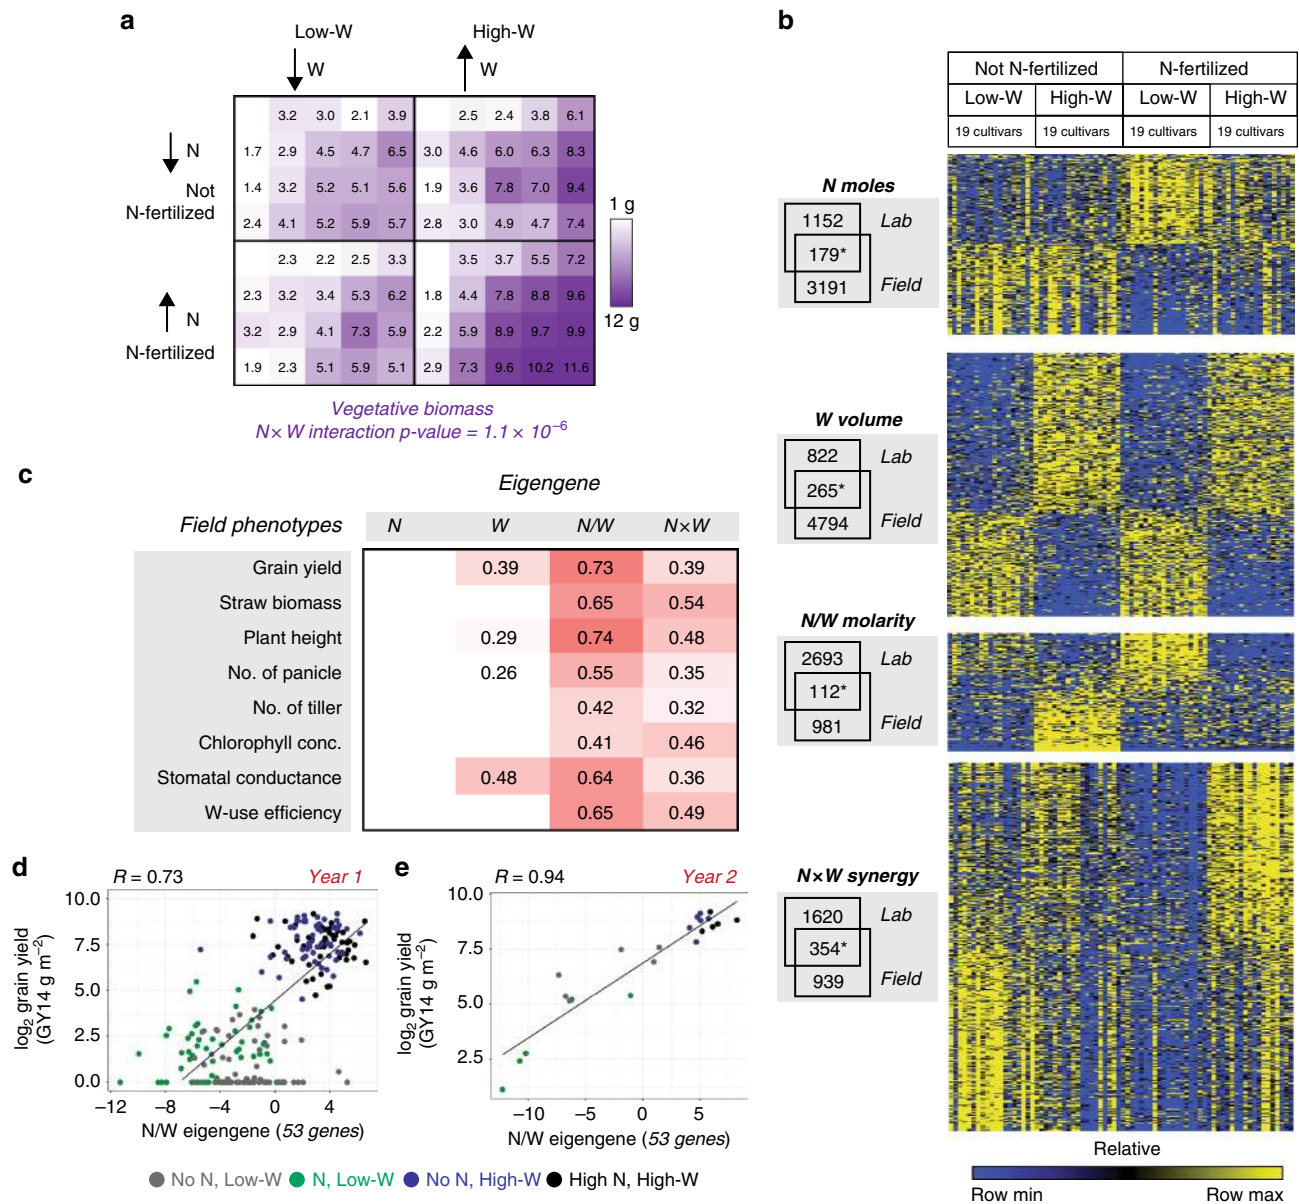 a
Low-W
High-W
W
W
3.2 3.0 2.1 3.9 2.5 2.4 3.8 6.1
N
1.7 2.9 4.5 4.7 6.5 3.0 4.6 6.0 6.3 8.3
Not
N-fertilized
1.4 3.2 5.2 5.1 5.6 1.9 3.6 7.8 7.0 9.4
2.4 4.1 5.2 5.9 5.7 2.8 3.0 4.9 4.7 7.4
2.3 2.2 2.5 3.3 3.5 3.7 5.5 7.2
N
2.3 3.2 3.4 5.3 6.2 1.8 4.4 7.8 8.8 9.6
N-fertilized
3.2 2.9 4.1 7.3 5.9 2.2 5.9 8.9 9.7 9.9
1.9 2.3 5.1 5.9 5.1 2.9 7.3 9.6 10.2 11.6
1 g
12 g
Vegetative biomass
N×W interaction p-value = 1.1 × 10⁻⁶
b
Not N-fertilized N-fertilized
Low-W High-W Low-W High-W
19 cultivars 19 cultivars 19 cultivars 19 cultivars
N moles
1152 Lab
179*
3191 Field
W volume
822 Lab
265*
4794 Field
N/W molarity
2693 Lab
112*
981 Field
N×W synergy
1620 Lab
354*
939 Field
Relative
Row min Row max
c
Eigengene
Field phenotypes N W N/W N×W
Grain yield 0.39 0.73 0.39
Straw biomass 0.65 0.54
Plant height 0.29 0.74 0.48
No. of panicle 0.26 0.55 0.35
No. of tiller 0.42 0.32
Chlorophyll conc. 0.41 0.46
Stomatal conductance 0.48 0.64 0.36
W-use efficiency 0.65 0.49
d
R = 0.73 Year 1
log₂ grain yield
(GY14 g m⁻²)
10.0
7.5
5.0
2.5
0.0
−12 −8 −4 0 4
N/W eigengene (53 genes)
e
R = 0.94 Year 2
log₂ grain yield
(GY14 g m⁻²)
10.0
7.5
5.0
2.5
−10 −5 0 5
N/W eigengene (53 genes)
No N, Low-W N, Low-W No N, High-W High N, High-W